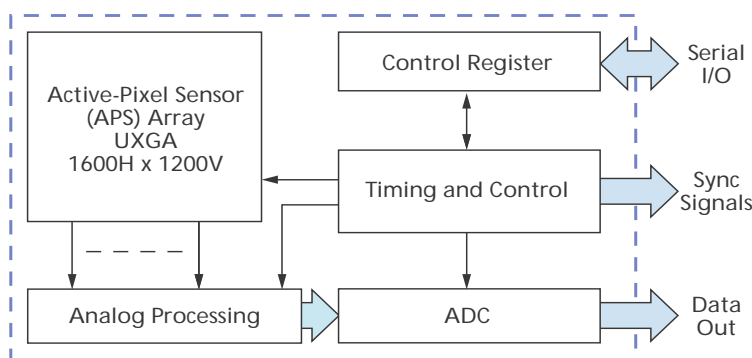 Active-Pixel Sensor
(APS) Array
UXGA
1600H x 1200V
Control Register
Serial
I/O
Timing and Control
Sync
Signals
Analog Processing
ADC
Data
Out